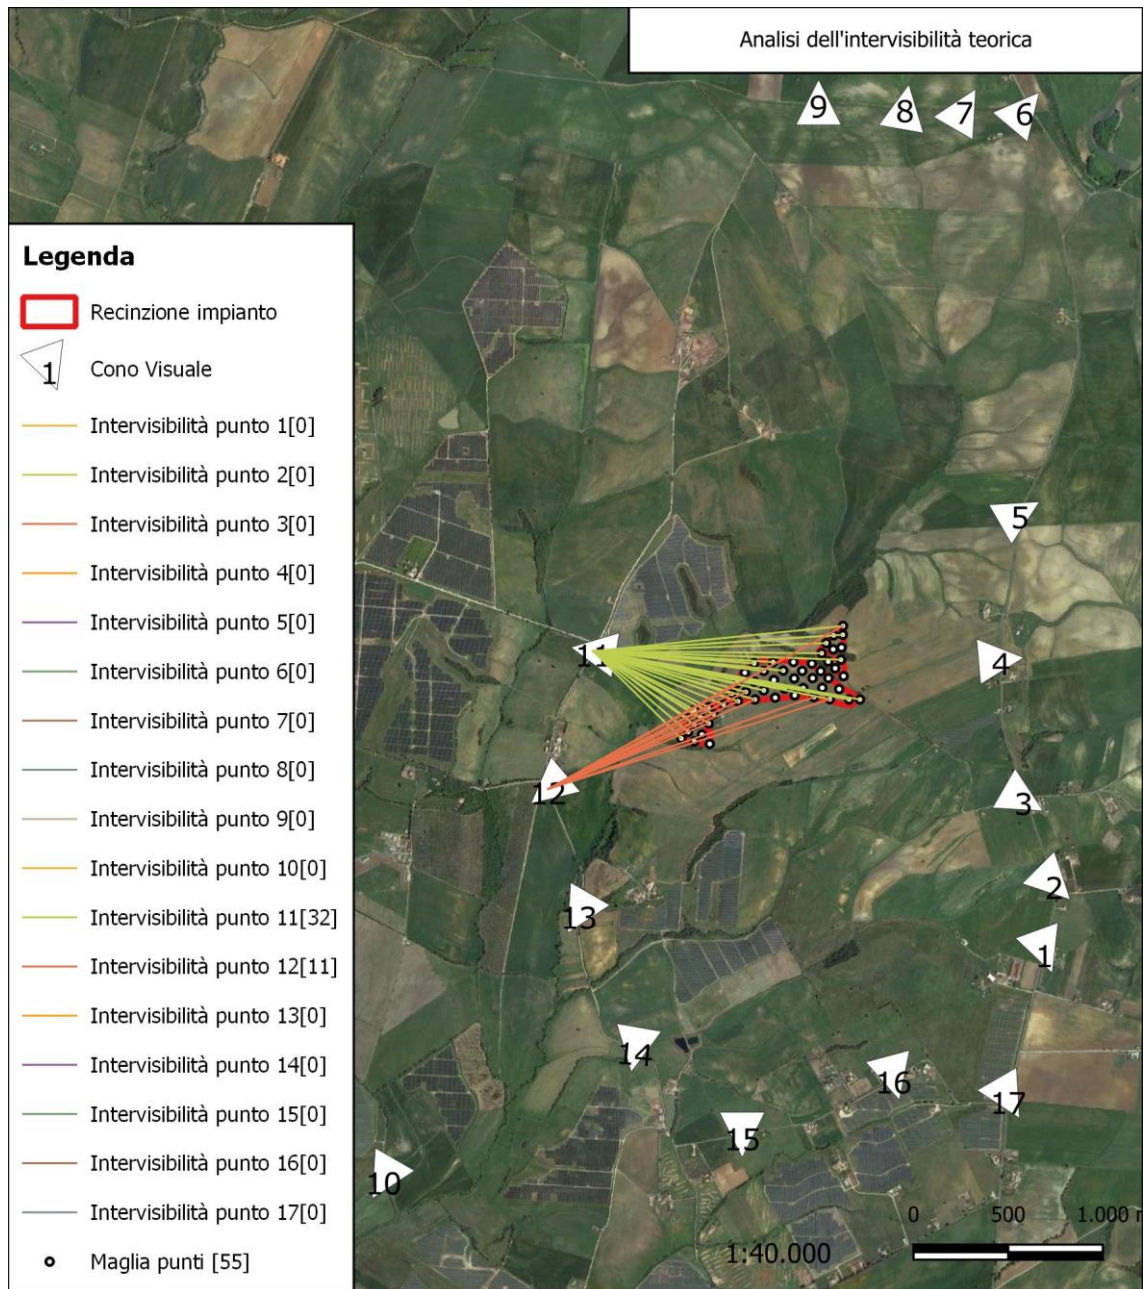 Analisi dell'intervisibilità teorica
9
8
7
6
Legenda
Recinzione impianto
1
Cono Visuale
Intervisibilità punto 1[0]
Intervisibilità punto 2[0]
Intervisibilità punto 3[0]
Intervisibilità punto 4[0]
Intervisibilità punto 5[0]
Intervisibilità punto 6[0]
Intervisibilità punto 7[0]
Intervisibilità punto 8[0]
Intervisibilità punto 9[0]
Intervisibilità punto 10[0]
Intervisibilità punto 11[32]
Intervisibilità punto 12[11]
Intervisibilità punto 13[0]
Intervisibilità punto 14[0]
Intervisibilità punto 15[0]
Intervisibilità punto 16[0]
Intervisibilità punto 17[0]
Maglia punti [55]
5
11
4
12
3
2
13
1
14
16
17
15
10
0 500 1.000 m
1:40.000